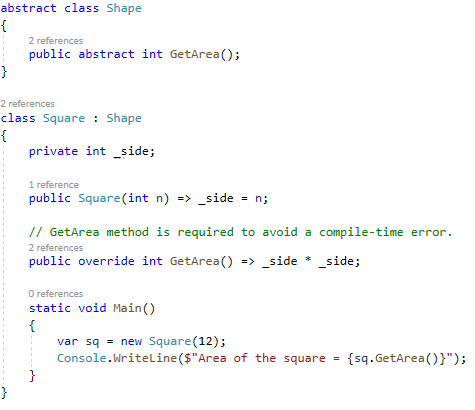 abstract class Shape
{
2 references
public abstract int GetArea();
}
2 references
class Square : Shape
{
private int _side;
1 reference
public Square(int n) => _side = n;
// GetArea method is required to avoid a compile-time error.
2 references
public override int GetArea() => _side * _side;
0 references
static void Main()
{
var sq = new Square(12);
Console.WriteLine($"Area of the square = {sq.GetArea()}");
}
}